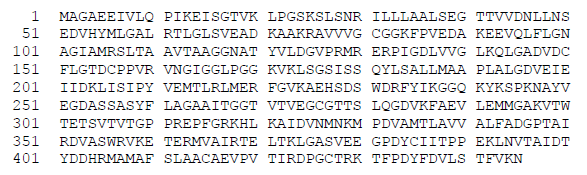 1 MAGAEEIVLQ PIKEISGTVK LPGSKSLSNR ILLLAALSEG TTVVDNLLNS
51 EDVHYMLGAL RTLGLSVEAD KAAKRAVVVG CGGKFPVEDA KEEVQLFLGN
101 AGIAMRSLTA AVTAAGGNAT YVLDGVPRMR ERPIGDLVVG LKQLGADVDC
151 FLGTDCPPVR VNGIGGLPGG KVKLSGSISS QYLSALLMAA PLALGDVEIE
201 IIDKLISIPY VEMTLRLMER FGVKAEHSDS WDRFYIKGGQ KYKSPKNAYV
251 EGDASSASYF LAGAAITGGT VTVEGCGTTS LQGDVKFAEV LEMMGAKVTW
301 TETSVTVTGP PREPFGRKHL KAIDVNMNKM PDVAMTLAVV ALFADGPTAI
351 RDVASWRVKE TERMVAIRTE LTKLGASVEE GPDYCIITPP EKLNVTAIDT
401 YDDHRMAMAF SLAACAEVPV TIRDPGCTRK TFPDYFDVLS TFVKN